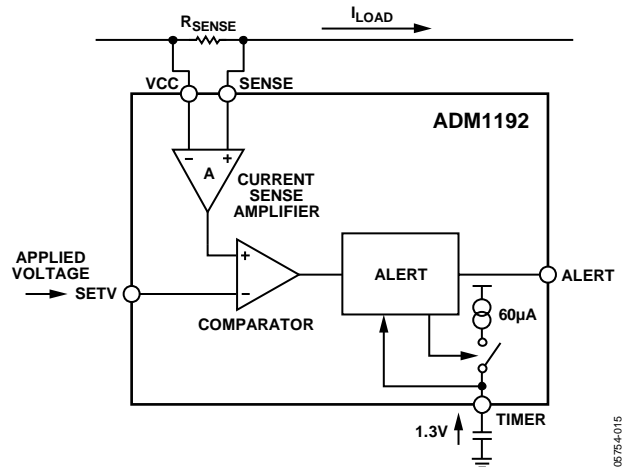 RSENSE
ILOAD
VCC
SENSE
ADM1192
− +
A
CURRENT
SENSE
AMPLIFIER
APPLIED
VOLTAGE
SETV
+
−
COMPARATOR
ALERT
ALERT
60µA
TIMER
1.3V
05754-015